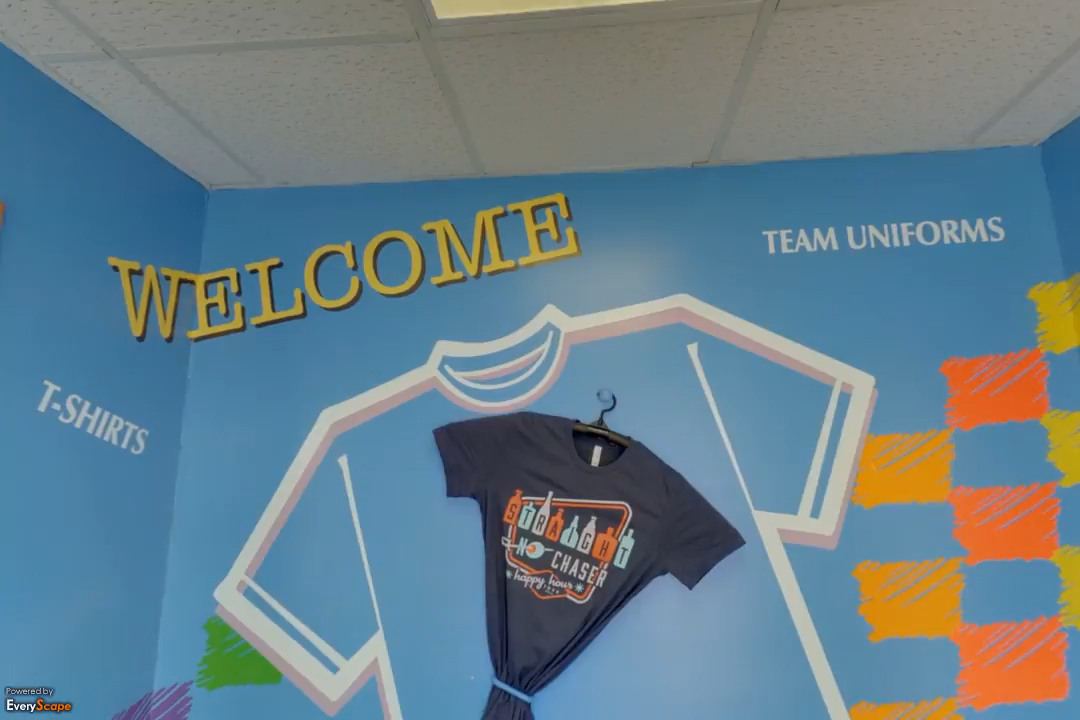 WELCOME
TEAM UNIFORMS
T-SHIRTS
STRAIGHT
NO CHASER
happy hour
Powered by
EveryScape